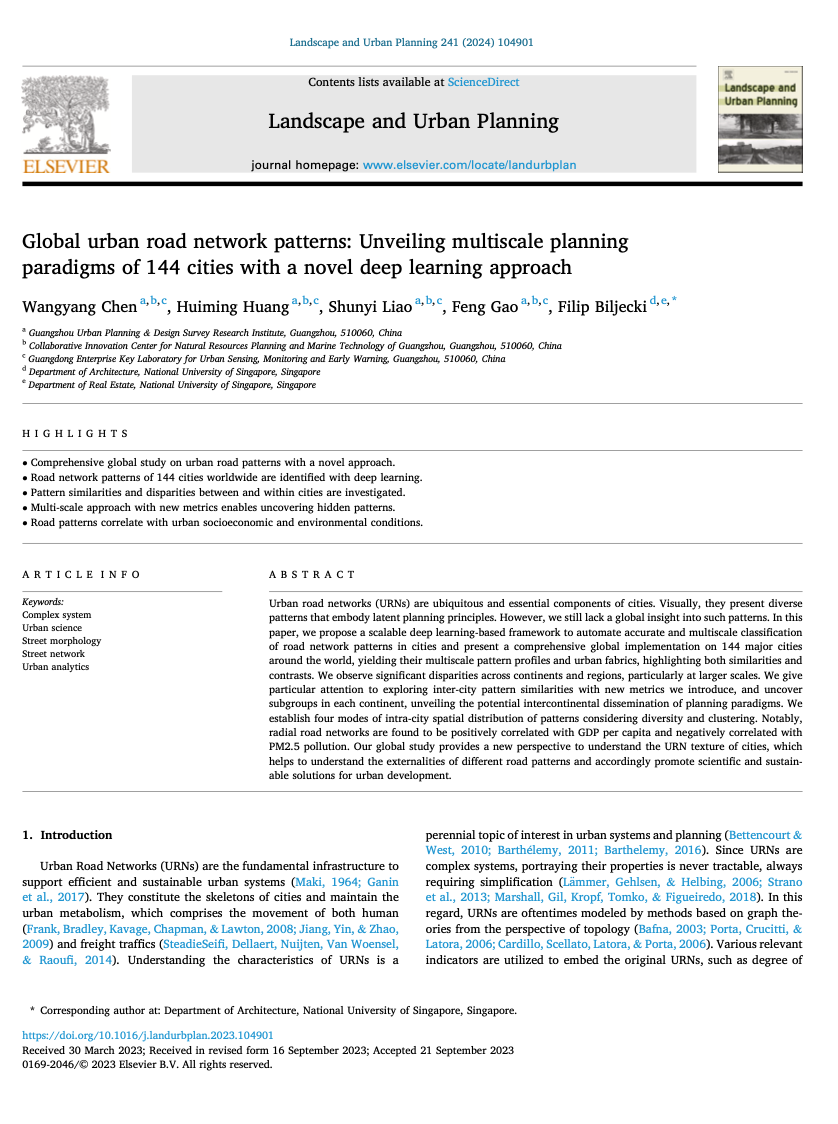 Landscape and Urban Planning 241 (2024) 104901
Contents lists available at ScienceDirect
Landscape and Urban Planning
journal homepage: www.elsevier.com/locate/landurbplan
ELSEVIER
Landscape and
Urban Planning
Global urban road network patterns: Unveiling multiscale planning
paradigms of 144 cities with a novel deep learning approach
Wangyang Chen a,b,c, Huiming Huang a,b,c, Shunyi Liao a,b,c, Feng Gao a,b,c, Filip Biljecki d,e,*
a Guangzhou Urban Planning & Design Survey Research Institute, Guangzhou, 510060, China
b Collaborative Innovation Center for Natural Resources Planning and Marine Technology of Guangzhou, Guangzhou, 510060, China
c Guangdong Enterprise Key Laboratory for Urban Sensing, Monitoring and Early Warning, Guangzhou, 510060, China
d Department of Architecture, National University of Singapore, Singapore
e Department of Real Estate, National University of Singapore, Singapore
HIGHLIGHTS
• Comprehensive global study on urban road patterns with a novel approach.
• Road network patterns of 144 cities worldwide are identified with deep learning.
• Pattern similarities and disparities between and within cities are investigated.
• Multi-scale approach with new metrics enables uncovering hidden patterns.
• Road patterns correlate with urban socioeconomic and environmental conditions.
ARTICLE INFO
Keywords:
Complex system
Urban science
Street morphology
Street network
Urban analytics
ABSTRACT
Urban road networks (URNs) are ubiquitous and essential components of cities. Visually, they present diverse
patterns that embody latent planning principles. However, we still lack a global insight into such patterns. In this
paper, we propose a scalable deep learning-based framework to automate accurate and multiscale classification
of road network patterns in cities and present a comprehensive global implementation on 144 major cities
around the world, yielding their multiscale pattern profiles and urban fabrics, highlighting both similarities and
contrasts. We observe significant disparities across continents and regions, particularly at larger scales. We give
particular attention to exploring inter-city pattern similarities with new metrics we introduce, and uncover
subgroups in each continent, unveiling the potential intercontinental dissemination of planning paradigms. We
establish four modes of intra-city spatial distribution of patterns considering diversity and clustering. Notably,
radial road networks are found to be positively correlated with GDP per capita and negatively correlated with
PM2.5 pollution. Our global study provides a new perspective to understand the URN texture of cities, which
helps to understand the externalities of different road patterns and accordingly promote scientific and sustain-
able solutions for urban development.
1. Introduction
Urban Road Networks (URNs) are the fundamental infrastructure to
support efficient and sustainable urban systems (Maki, 1964; Ganin
et al., 2017). They constitute the skeletons of cities and maintain the
urban metabolism, which comprises the movement of both human
(Frank, Bradley, Kavage, Chapman, & Lawton, 2008; Jiang, Yin, & Zhao,
2009) and freight traffics (SteadieSeifi, Dellaert, Nuijten, Van Woensel,
& Raoufi, 2014). Understanding the characteristics of URNs is a
perennial topic of interest in urban systems and planning (Bettencourt &
West, 2010; Barthélemy, 2011; Barthelemy, 2016). Since URNs are
complex systems, portraying their properties is never tractable, always
requiring simplification (Lämmer, Gehlsen, & Helbing, 2006; Strano
et al., 2013; Marshall, Gil, Kropf, Tomko, & Figueiredo, 2018). In this
regard, URNs are oftentimes modeled by methods based on graph the-
ories from the perspective of topology (Bafna, 2003; Porta, Crucitti, &
Latora, 2006; Cardillo, Scellato, Latora, & Porta, 2006). Various relevant
indicators are utilized to embed the original URNs, such as degree of
* Corresponding author at: Department of Architecture, National University of Singapore, Singapore.
https://doi.org/10.1016/j.landurbplan.2023.104901
Received 30 March 2023; Received in revised form 16 September 2023; Accepted 21 September 2023
0169-2046/© 2023 Elsevier B.V. All rights reserved.